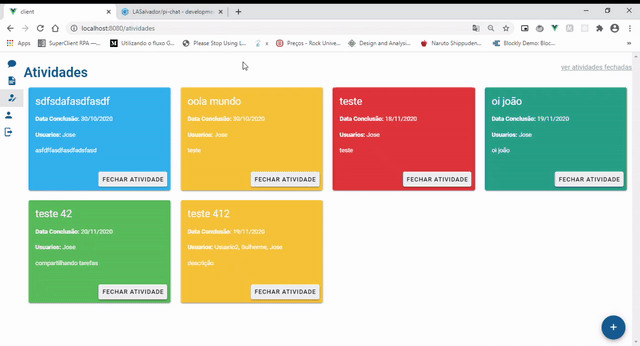 client
LASalvador/pi-chat - developme
localhost:8080/atividades
Apps
SuperClient RPA —...
Utilizando o fluxo G...
Please Stop Using L...
s
Preços - Rock Unive...
Design and Analysi...
Naruto Shippuden...
Blockly Demo: Bloc...
Atividades
ver atividades fechadas
sdfsdafasdfasdf
Data Conclusão: 30/10/2020
Usuarios: Jose
FECHAR ATIVIDADE
oola mundo
Data Conclusão: 30/10/2020
Usuarios: Jose
teste
FECHAR ATIVIDADE
teste
Data Conclusão: 18/11/2020
Usuarios: Jose
teste
FECHAR ATIVIDADE
oi joão
Data Conclusão: 19/11/2020
Usuarios: Jose
oi joão
FECHAR ATIVIDADE
teste 42
Data Conclusão: 20/11/2020
Usuarios: Jose
compartilhando tarefas
FECHAR ATIVIDADE
teste 412
Data Conclusão: 19/11/2020
Usuarios: Usuario2, Guilherme, Jose
descrição
FECHAR ATIVIDADE
+